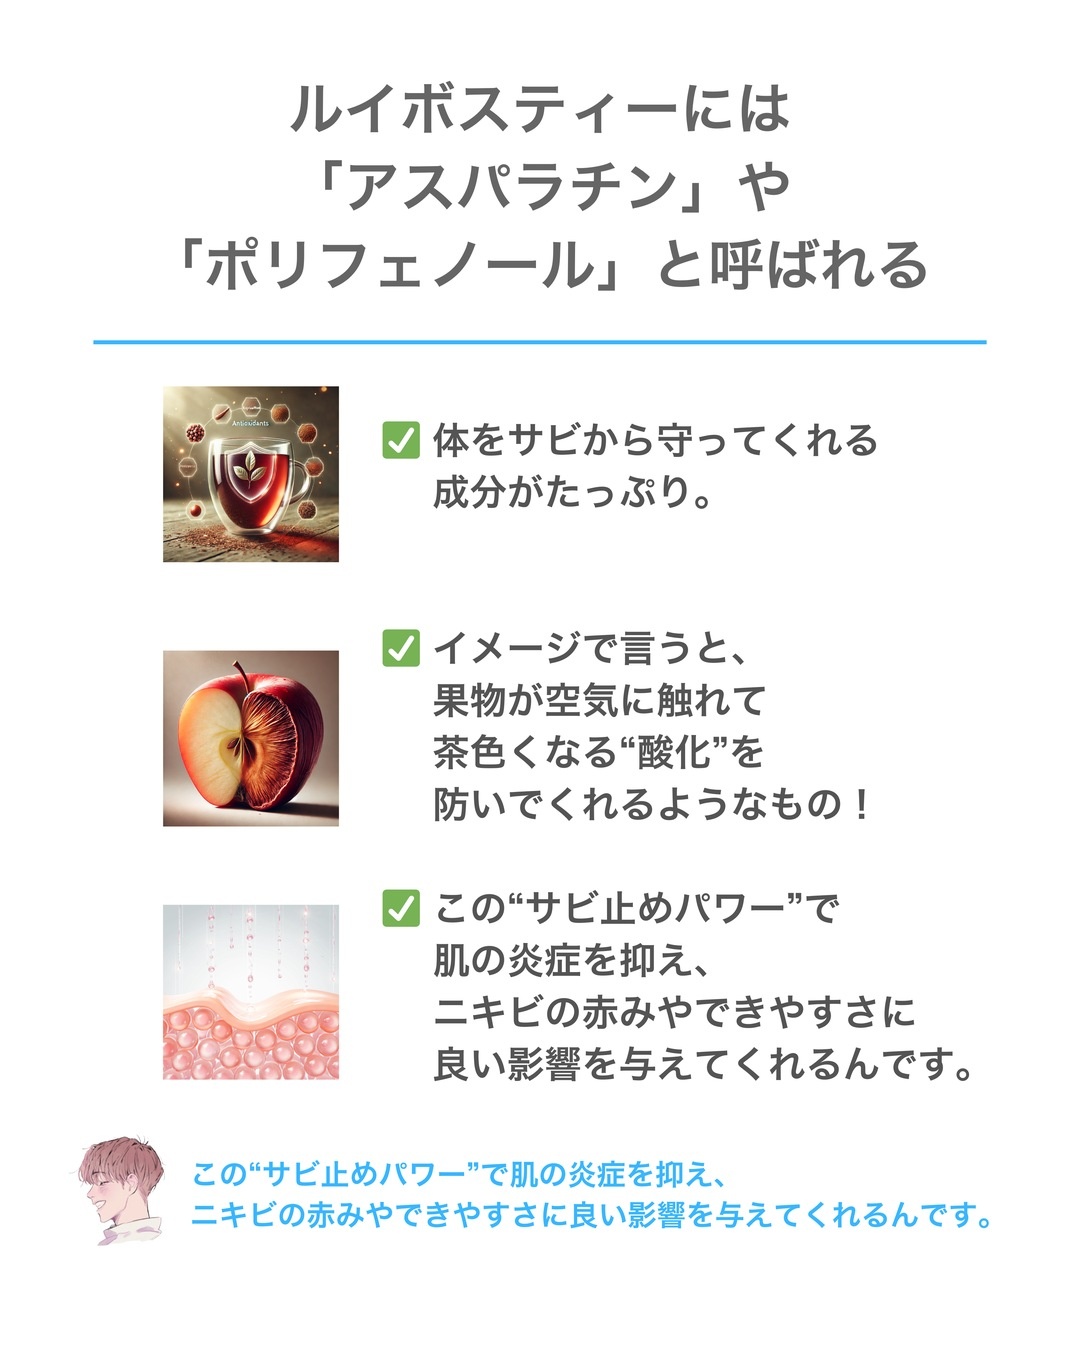 ルイボスティーには
「アスパラチン」や
「ポリフェノール」と呼ばれる
Antioxidants
✅ 体をサビから守ってくれる
成分がたっぷり。
✅ イメージで言うと、
果物が空気に触れて
茶色くなる“酸化”を
防いでくれるようなもの！
✅ この“サビ止めパワー”で
肌の炎症を抑え、
ニキビの赤みやできやすさに
良い影響を与えてくれるんです。
この“サビ止めパワー”で肌の炎症を抑え、
ニキビの赤みやできやすさに良い影響を与えてくれるんです。